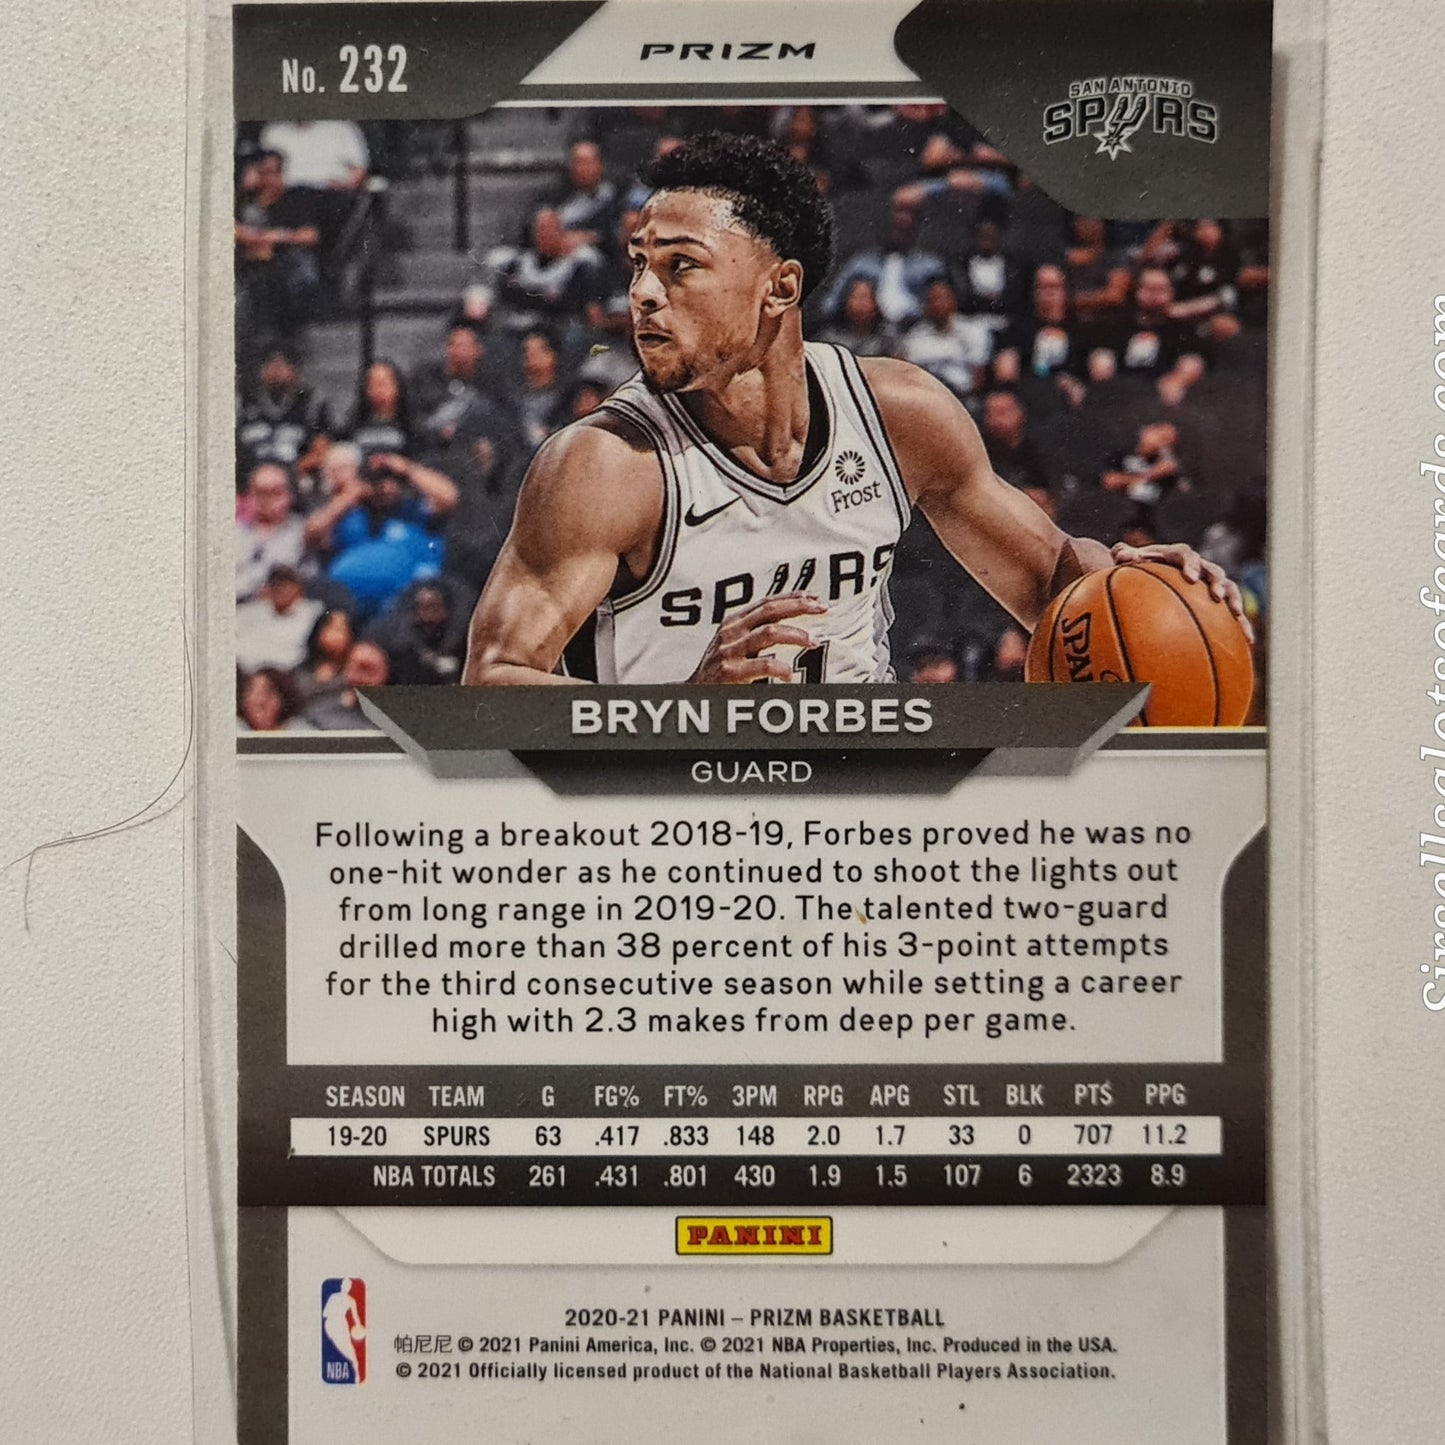 No. 232
PRIZM
SAN ANTONIO
SPURS
Frost
SPURS
SPAL
BRYN FORBES
GUARD
Following a breakout 2018-19, Forbes proved he was no
one-hit wonder as he continued to shoot the lights out
from long range in 2019-20. The talented two-guard
drilled more than 38 percent of his 3-point attempts
for the third consecutive season while setting a career
high with 2.3 makes from deep per game.
SEASON TEAM G FG% FT% 3PM RPG APG STL BLK PTS PPG
19-20 SPURS 63 .417 .833 148 2.0 1.7 33 0 707 11.2
NBA TOTALS 261 .431 .801 430 1.9 1.5 107 6 2323 8.9
PANINI
NBA
2020-21 PANINI – PRIZM BASKETBALL
帕尼尼 © 2021 Panini America, Inc. © 2021 NBA Properties, Inc. Produced in the USA.
© 2021 Officially licensed product of the National Basketball Players Association.